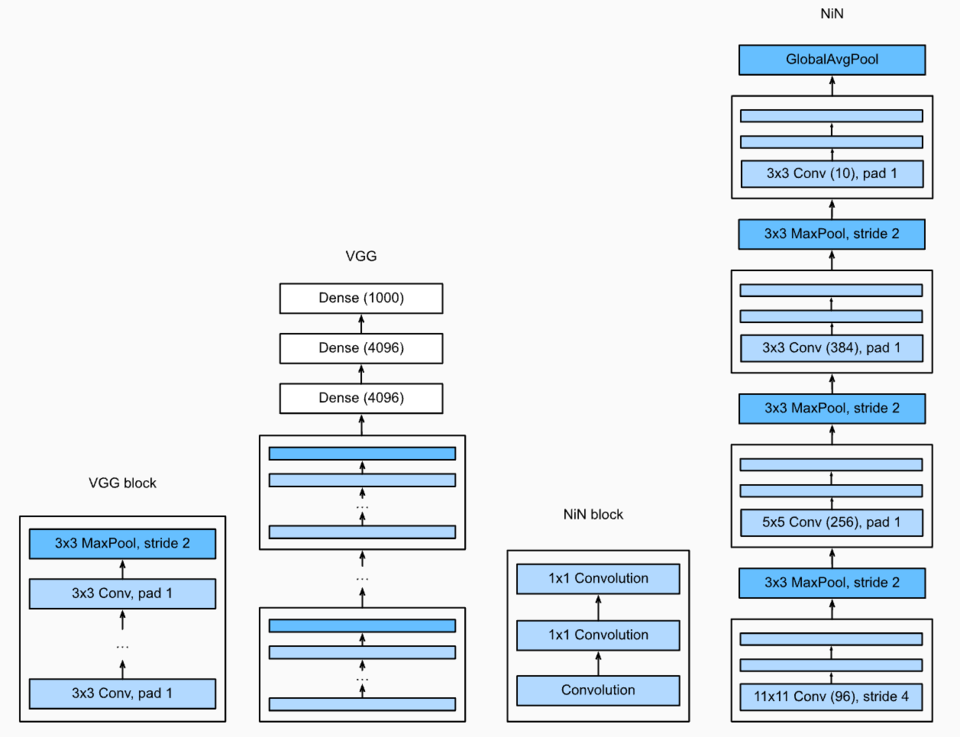 VGG block
3x3 MaxPool, stride 2
3x3 Conv, pad 1
...
3x3 Conv, pad 1
VGG
Dense (1000)
Dense (4096)
Dense (4096)
...
...
...
NiN block
1x1 Convolution
1x1 Convolution
Convolution
NiN
GlobalAvgPool
3x3 Conv (10), pad 1
3x3 MaxPool, stride 2
3x3 Conv (384), pad 1
3x3 MaxPool, stride 2
5x5 Conv (256), pad 1
3x3 MaxPool, stride 2
11x11 Conv (96), stride 4